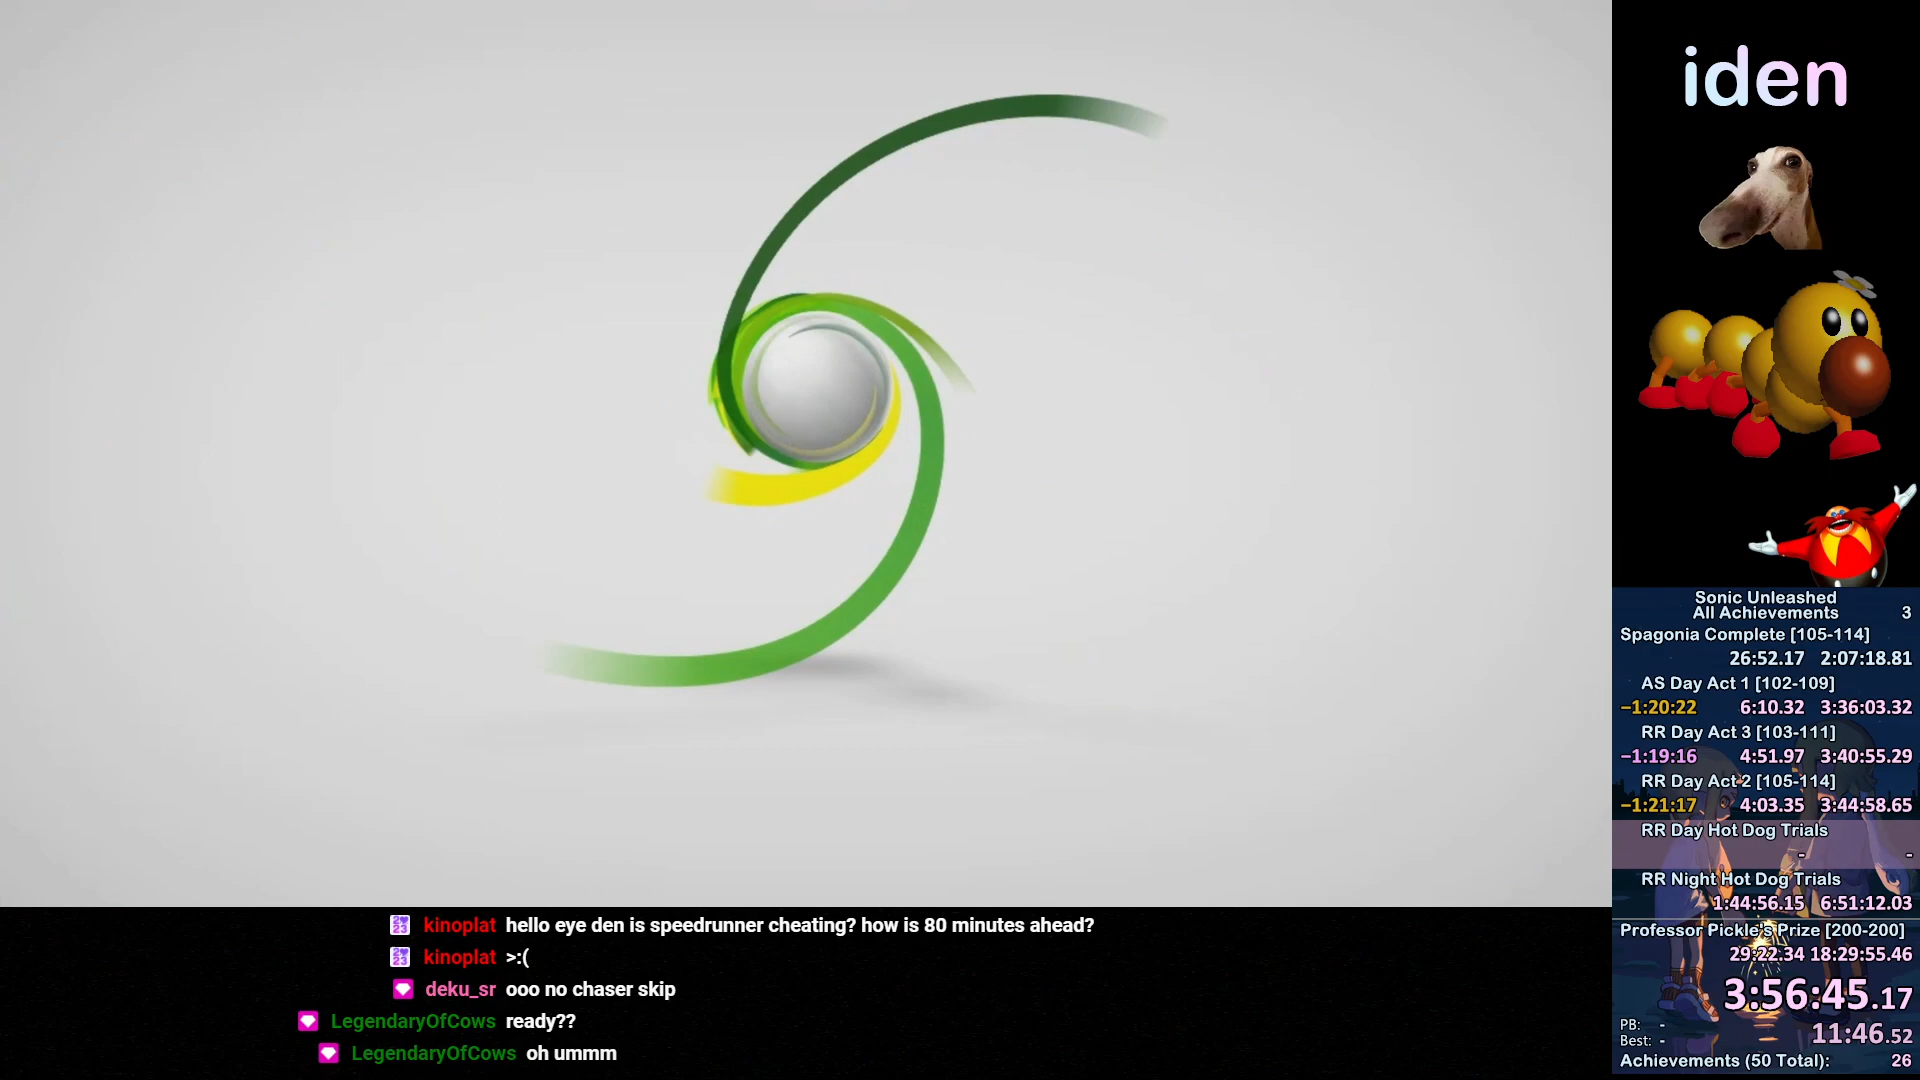 iden
Sonic Unleashed
All Achievements 3
Spagonia Complete [105-114]
26:52.17 2:07:18.81
AS Day Act 1 [102-109]
−1:20:22 6:10.32 3:36:03.32
RR Day Act 3 [103-111]
−1:19:16 4:51.97 3:40:55.29
RR Day Act 2 [105-114]
−1:21:17 4:03.35 3:44:58.65
RR Day Hot Dog Trials
- -
RR Night Hot Dog Trials
1:44:56.15 6:51:12.03
Professor Pickle's Prize [200-200]
29:22.34 18:29:55.46
3:56:45.17
PB: -
11:46.52
Best: -
Achievements (50 Total): 26
kinoplat hello eye den is speedrunner cheating? how is 80 minutes ahead?
kinoplat >:(
deku_sr ooo no chaser skip
LegendaryOfCows ready??
LegendaryOfCows oh ummm